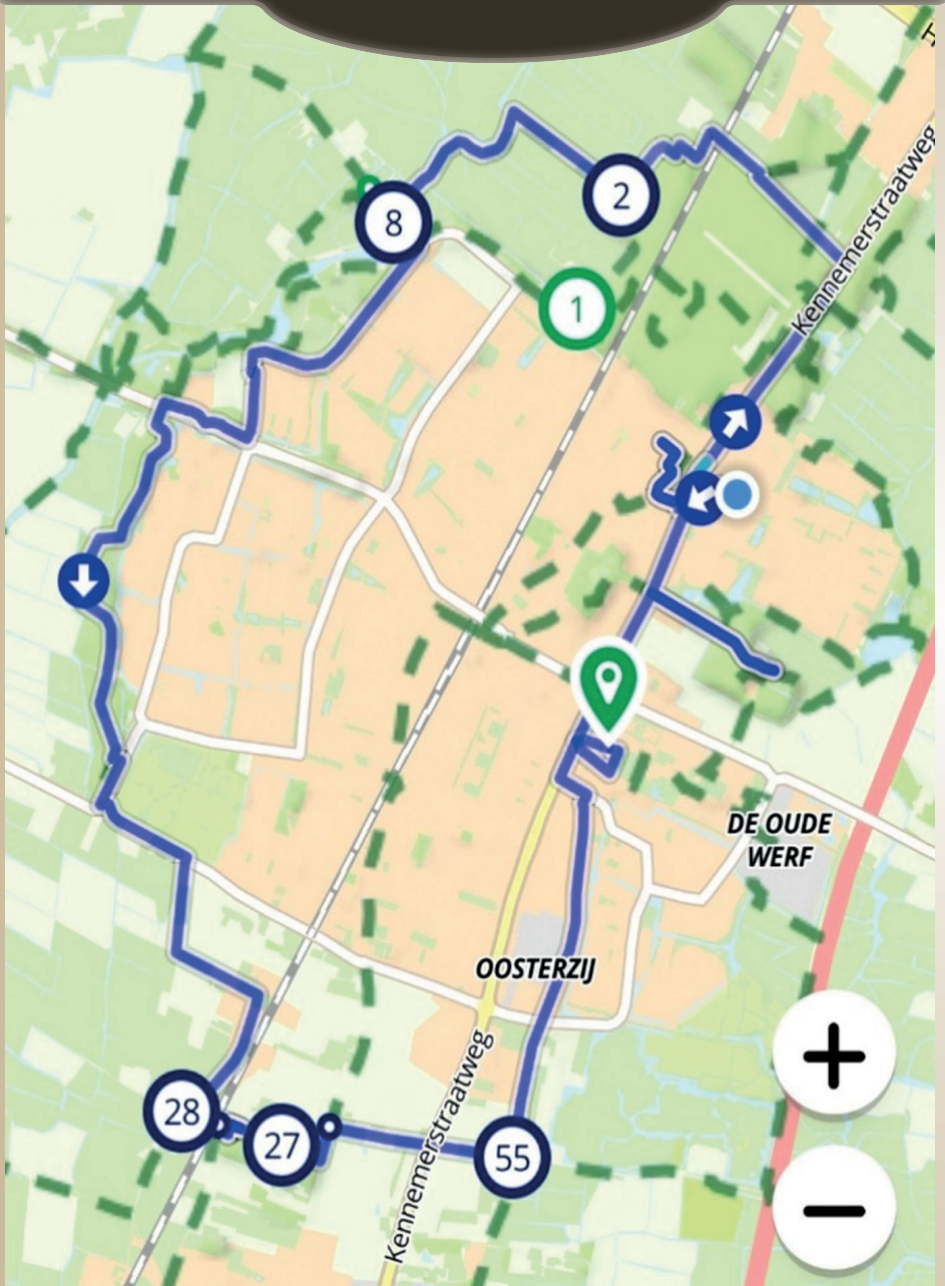 2
8
Kennemerstraatweg
1
DE OUDE
WERF
OOSTERZIJ
+
28
27
Kennemerstraatweg
55
−